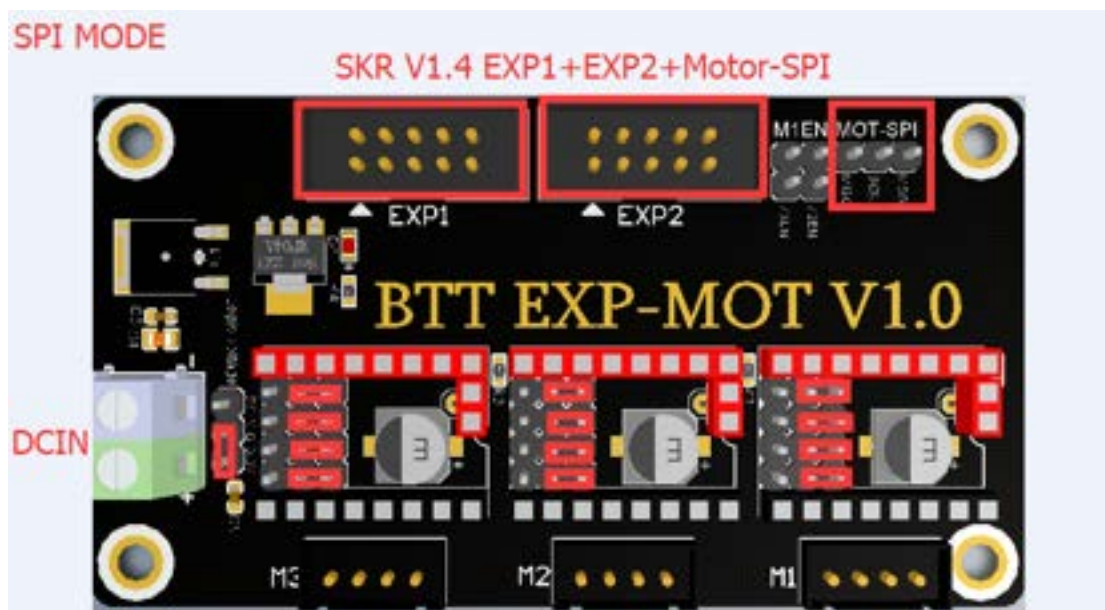 SPI MODE
SKR V1.4 EXP1+EXP2+Motor-SPI
M1EN MOT-SPI
EXP1
EXP2
BTT EXP-MOT V1.0
DCIN
M3
M2
M1